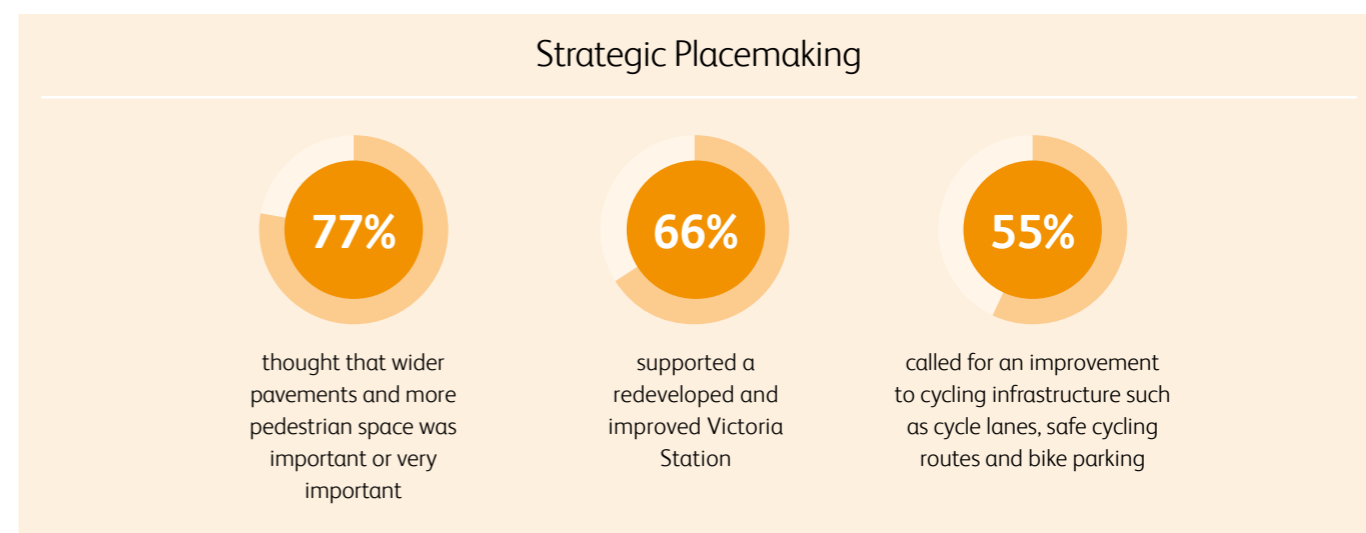 Strategic Placemaking
77%
thought that wider
pavements and more
pedestrian space was
important or very
important
66%
supported a
redeveloped and
improved Victoria
Station
55%
called for an improvement
to cycling infrastructure such
as cycle lanes, safe cycling
routes and bike parking